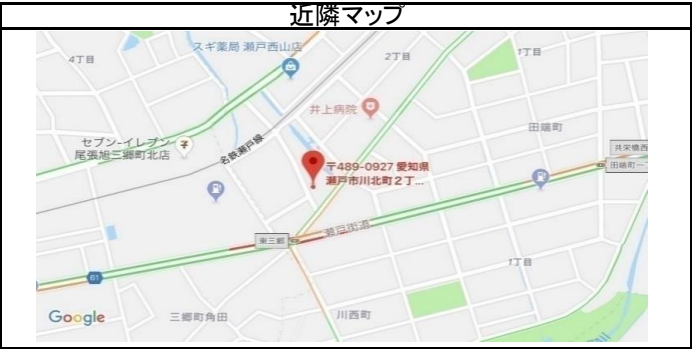 近隣マップ
スギ薬局 瀬戸西山店
4丁目
2丁目
1丁目
井上病院
田端町
セブン-イレブン
尾張旭三郷町北店
名鉄瀬戸線
共栄橋西
田端町一
〒489-0927 愛知県
瀬戸市川北町２丁...
瀬戸街道
東三郷
61
1丁目
Google
三郷町角田
川西町